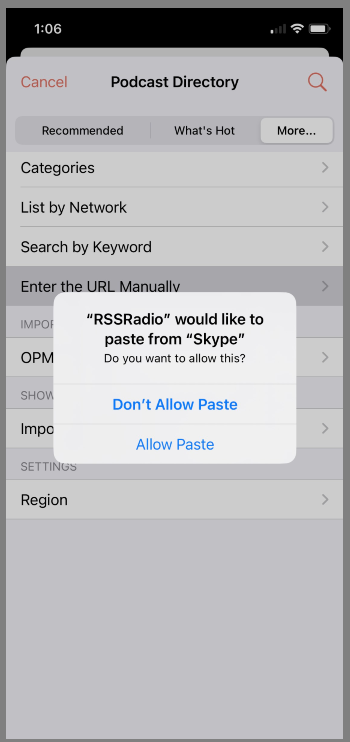 1:06
Cancel
Podcast Directory
Recommended
What's Hot
More...
Categories
List by Network
Search by Keyword
Enter the URL Manually
“RSSRadio” would like to
paste from “Skype”
Do you want to allow this?
Don’t Allow Paste
Allow Paste
OPM
SHOW
Impo
SETTINGS
Region